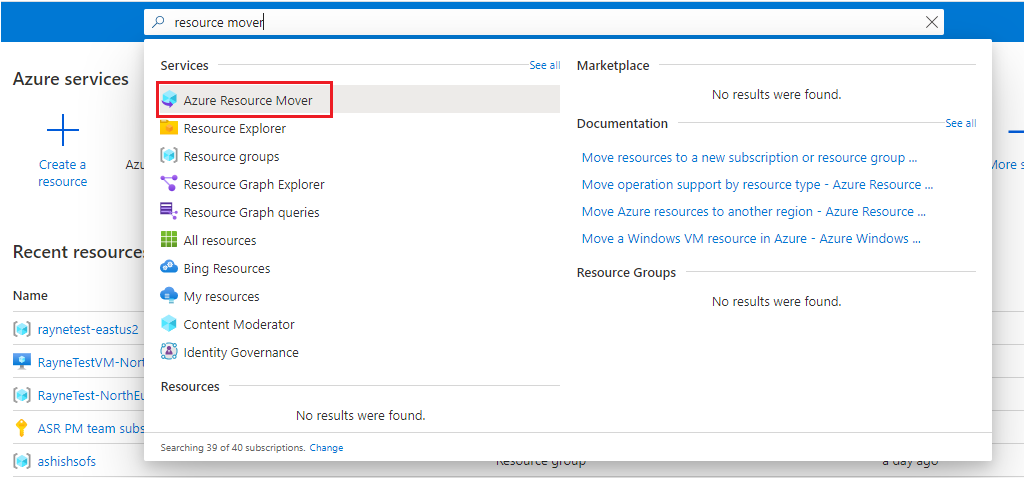 resource mover
Azure services
Create a
resource
Azu
More s
Recent resources
Name
raynetest-eastus2
RayneTestVM-Nort
RayneTest-NorthEu
ASR PM team subs
ashishsofs
Resource group
a day ago
Services
See all
Azure Resource Mover
Resource Explorer
Resource groups
Resource Graph Explorer
Resource Graph queries
All resources
Bing Resources
My resources
Content Moderator
Identity Governance
Resources
No results were found.
Marketplace
No results were found.
Documentation
See all
Move resources to a new subscription or resource group ...
Move operation support by resource type - Azure Resource ...
Move Azure resources to another region - Azure Resource ...
Move a Windows VM resource in Azure - Azure Windows ...
Resource Groups
No results were found.
Searching 39 of 40 subscriptions. Change